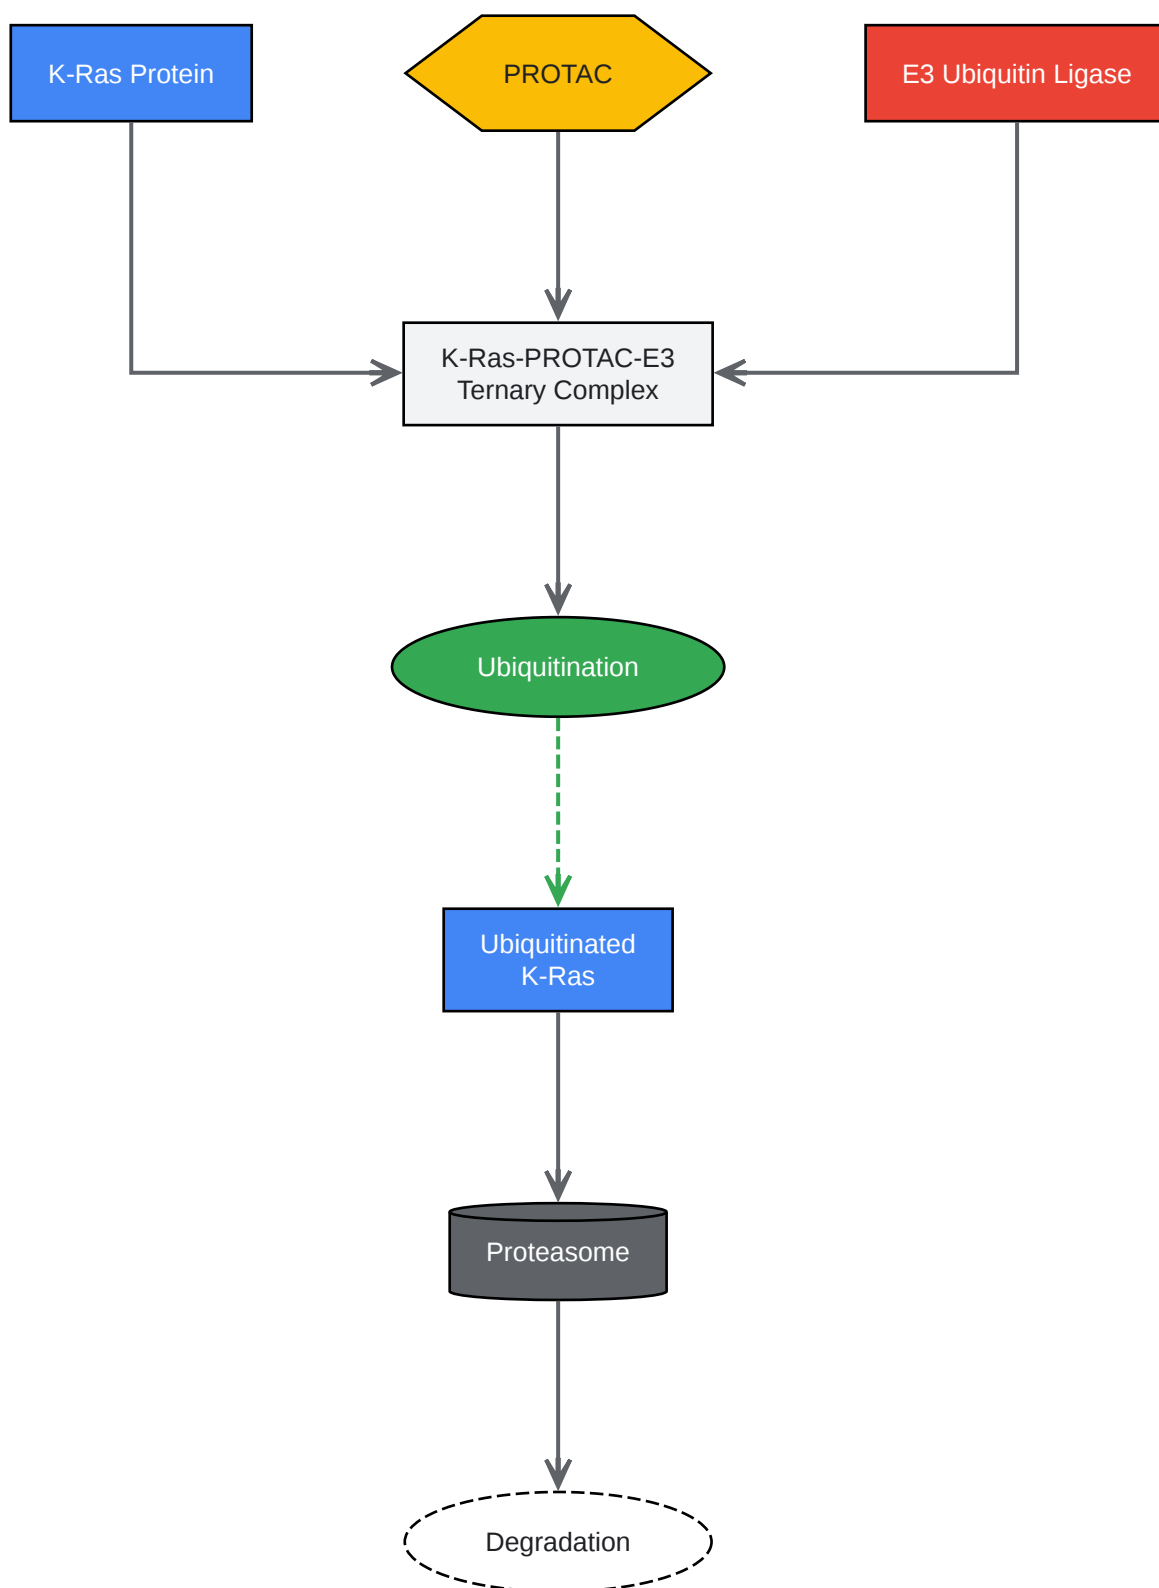 K-Ras Protein
PROTAC
E3 Ubiquitin Ligase
K-Ras-PROTAC-E3
Ternary Complex
Ubiquitination
Ubiquitinated
K-Ras
Proteasome
Degradation